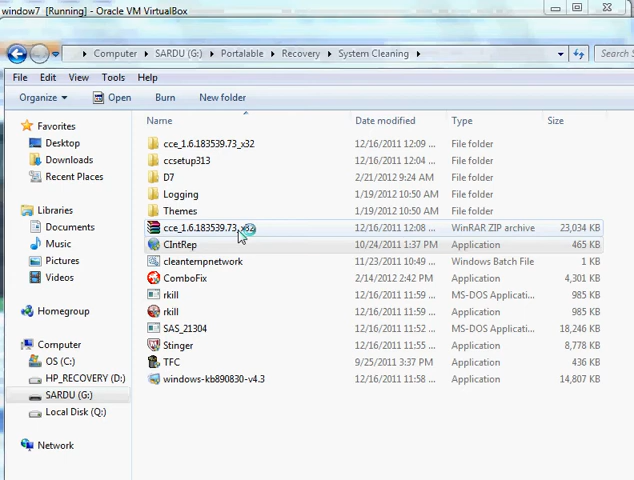 window7 [Running] - Oracle VM VirtualBox
Computer SARDU (G:) Portalable Recovery System Cleaning Search S
File Edit View Tools Help
Organize Open Burn New folder
Name Date modified Type Size
Favorites
Desktop
Downloads
Recent Places
Libraries
Documents
Music
Pictures
Videos
Homegroup
Computer
OS (C:)
HP_RECOVERY (D:)
SARDU (G:)
Local Disk (Q:)
Network
cce_1.6.183539.73_x32 12/16/2011 12:09 ... File folder
ccsetup313 12/16/2011 12:04 ... File folder
D7 2/21/2012 9:24 AM File folder
Logging 1/19/2012 10:50 AM File folder
Themes 1/19/2012 10:50 AM File folder
cce_1.6.183539.73_x32 12/16/2011 12:08 ... WinRAR ZIP archive 23,034 KB
CIntRep 10/24/2011 1:37 PM Application 465 KB
cleantempnetwork 11/23/2011 10:49 ... Windows Batch File 1 KB
ComboFix 2/14/2012 2:42 PM Application 4,301 KB
rkill 12/16/2011 11:59 ... MS-DOS Applicati... 985 KB
rkill 12/16/2011 11:59 ... Application 985 KB
SAS_21304 12/16/2011 11:59 ... MS-DOS Applicati... 18,246 KB
Stinger 12/16/2011 11:55 ... Application 8,778 KB
TFC 9/25/2011 3:37 PM Application 436 KB
windows-kb890830-v4.3 12/16/2011 11:58 ... Application 14,807 KB